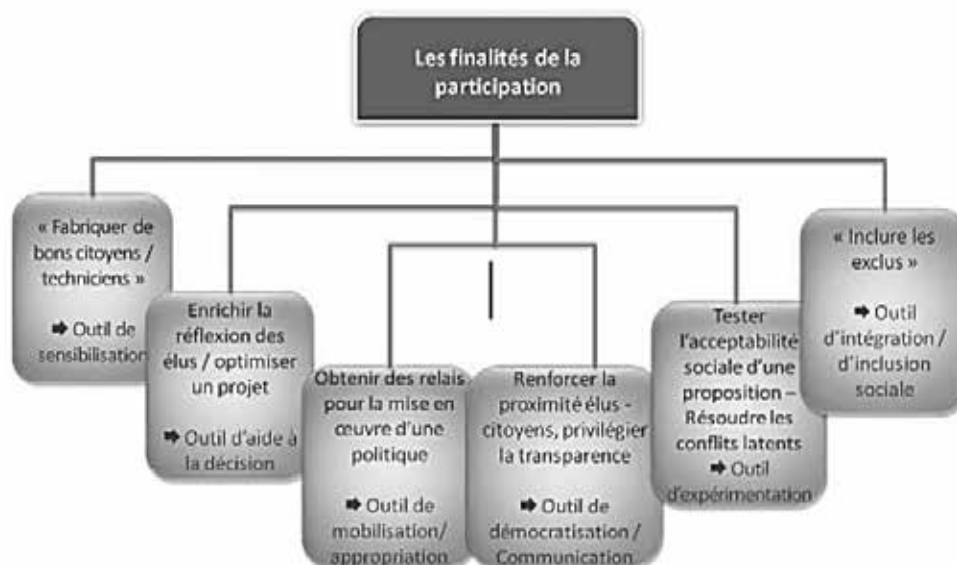 Les finalités de la
participation
« Fabriquer de
bons citoyens /
techniciens »
➡ Outil de
sensibilisation
Enrichir la
réflexion des
élus / optimiser
un projet
➡ Outil d'aide à
la décision
Obtenir des relais
pour la mise en
œuvre d'une
politique
➡ Outil de
mobilisation/
appropriation
Renforcer la
proximité élus -
citoyens, privilégier
la transparence
➡ Outil de
démocratisation /
Communication
Tester
l'acceptabilité
sociale d'une
proposition –
Résoudre les
conflits latents
➡ Outil
d'expérimentation
« Inclure les
exclus »
➡ Outil
d'intégration /
d'inclusion
sociale